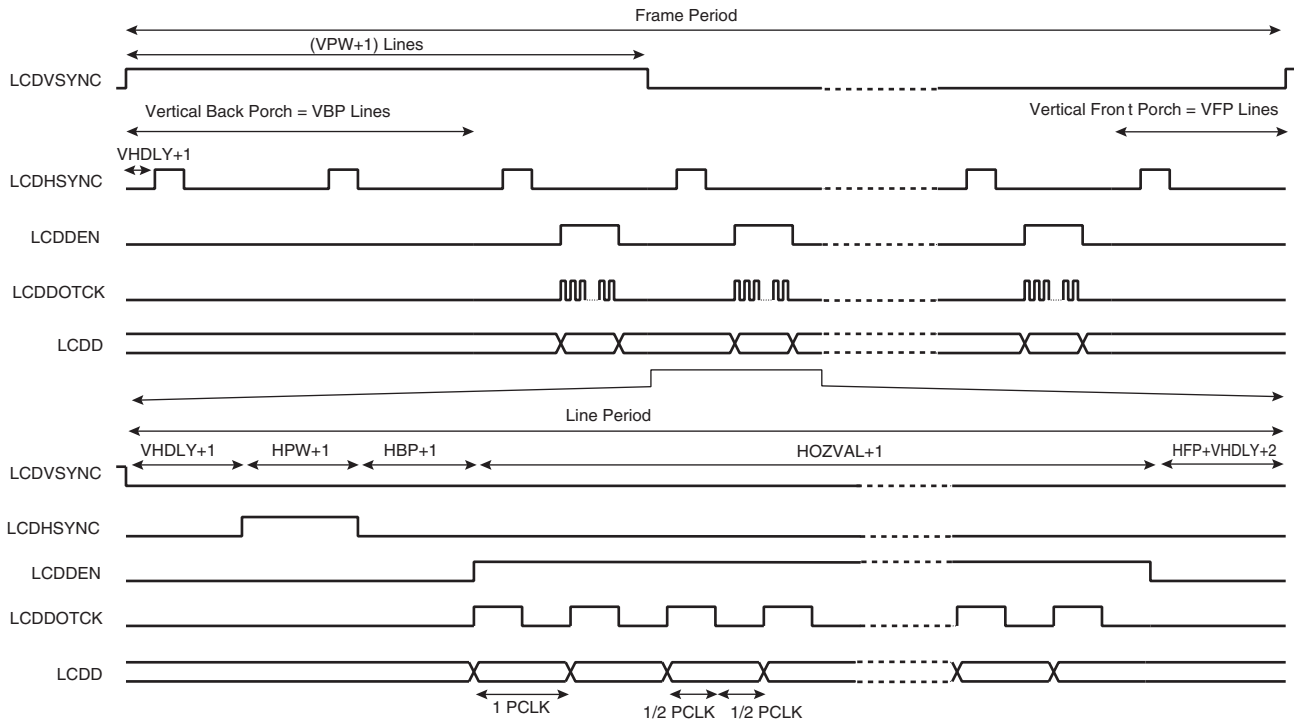 Frame Period
(VPW+1) Lines
LCDVSYNC
Vertical Back Porch = VBP Lines
Vertical Front Porch = VFP Lines
VHDLY+1
LCDHSYNC
LCDDEN
LCDDOTCK
LCDD
Line Period
VHDLY+1
HPW+1
HBP+1
HOZVAL+1
HFP+VHDLY+2
LCDVSYNC
LCDHSYNC
LCDDEN
LCDDOTCK
LCDD
1 PCLK
1/2 PCLK
1/2 PCLK